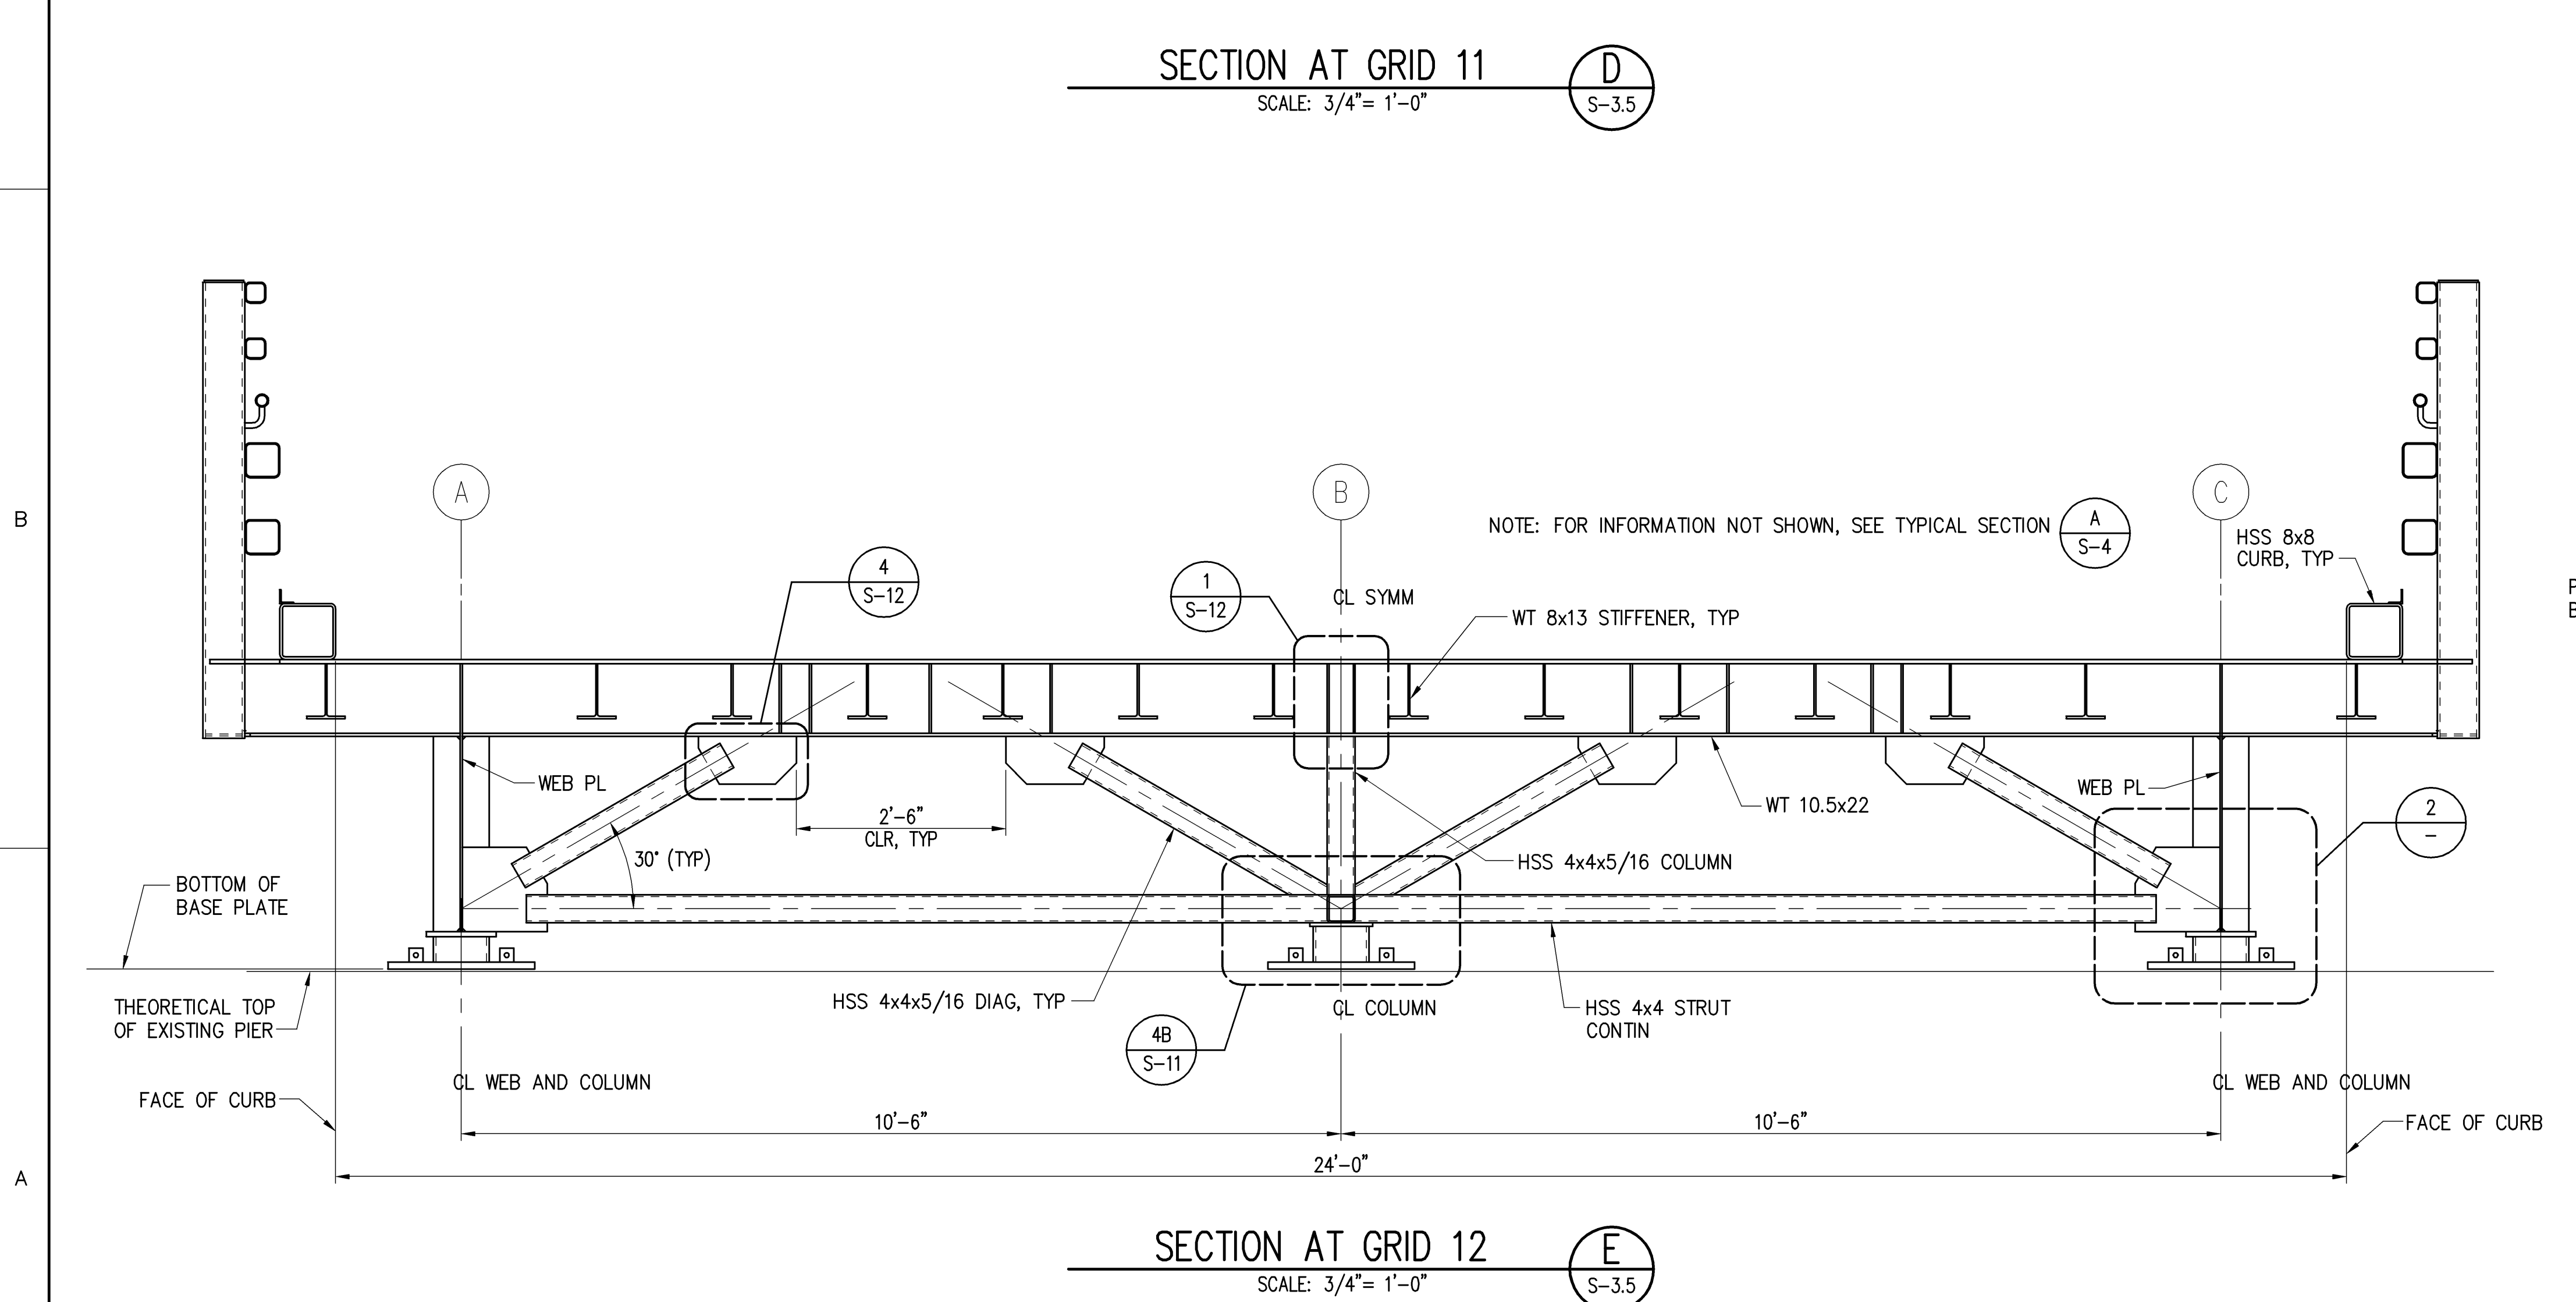 SECTION AT GRID 11
D
SCALE: 3/4"= 1'-0"
S-3.5
B
A
B
C
NOTE: FOR INFORMATION NOT SHOWN, SEE TYPICAL SECTION
A
S-4
HSS 8x8
CURB, TYP
4
S-12
1
S-12
CL SYMM
WT 8x13 STIFFENER, TYP
WEB PL
WEB PL
2'-6"
CLR, TYP
WT 10.5x22
2
-
30° (TYP)
HSS 4x4x5/16 COLUMN
BOTTOM OF
BASE PLATE
THEORETICAL TOP
OF EXISTING PIER
HSS 4x4x5/16 DIAG, TYP
CL COLUMN
HSS 4x4 STRUT
CONTIN
4B
S-11
CL WEB AND COLUMN
CL WEB AND COLUMN
FACE OF CURB
10'-6"
10'-6"
FACE OF CURB
24'-0"
A
SECTION AT GRID 12
E
SCALE: 3/4"= 1'-0"
S-3.5